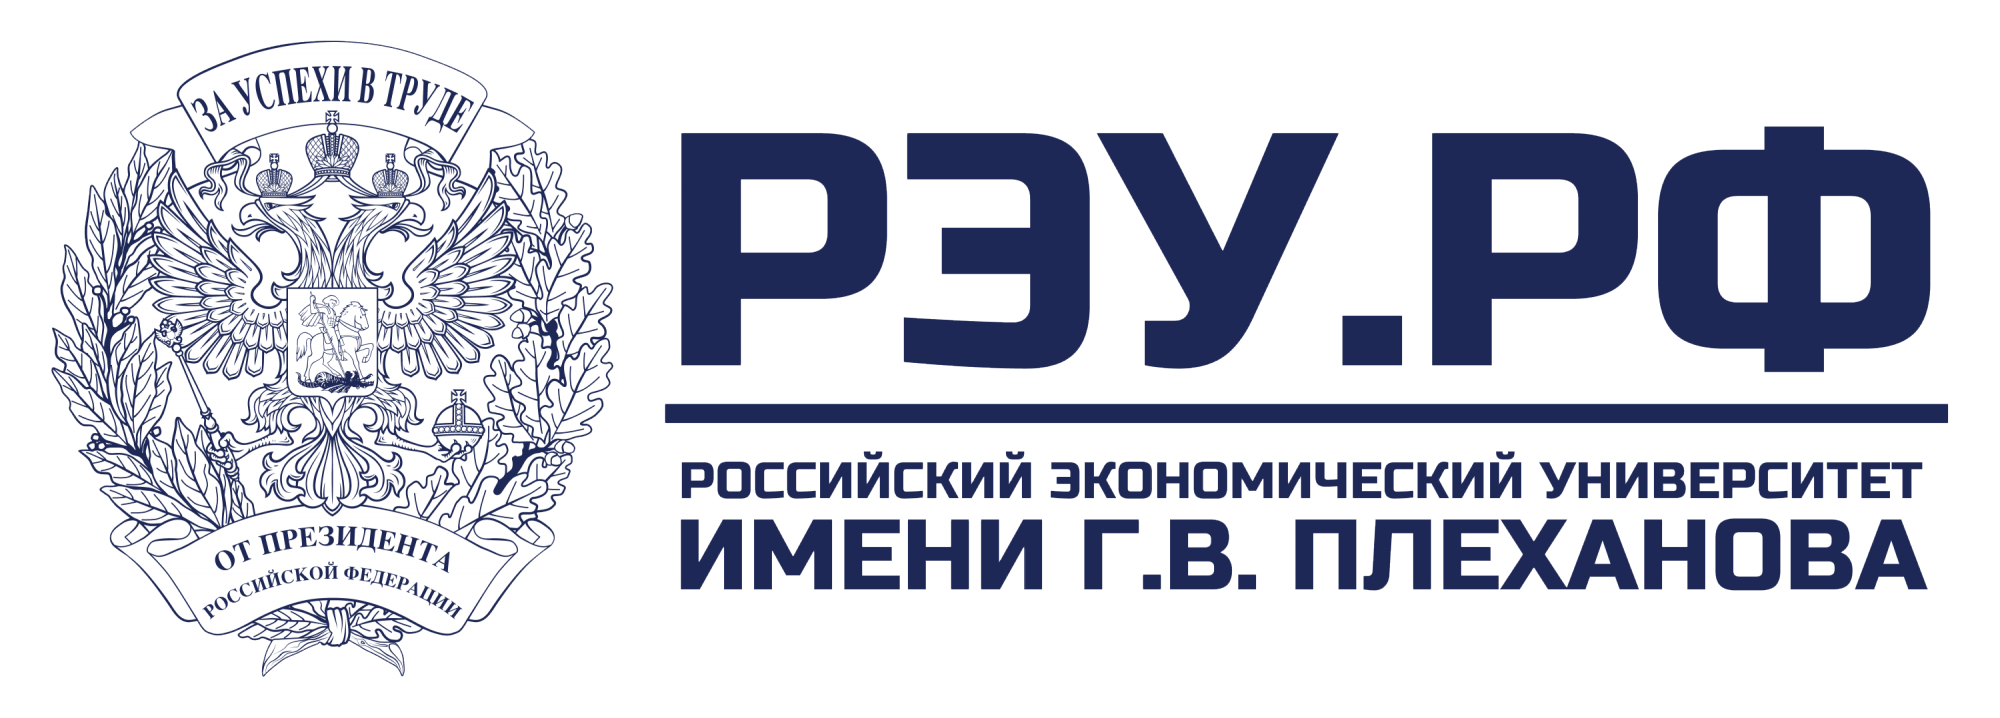 ЗА УСПЕХИ В ТРУДЕ
ОТ ПРЕЗИДЕНТА
РОССИЙСКОЙ ФЕДЕРАЦИИ
РЭУ.РФ
РОССИЙСКИЙ ЭКОНОМИЧЕСКИЙ УНИВЕРСИТЕТ
ИМЕНИ Г.В. ПЛЕХАНОВА